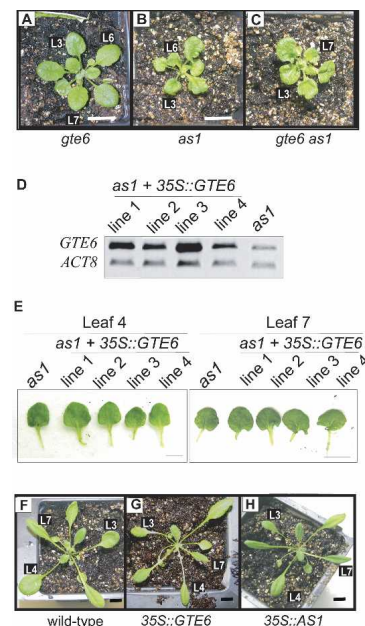 A B C
L3 L6 L6 L7
L7 L3 L3
gte6 as1 gte6 as1
D
as1 + 35S::GTE6
line 1 line 2 line 3 line 4 as1
GTE6
ACT8
E
Leaf 4 Leaf 7
as1 + 35S::GTE6 as1 + 35S::GTE6
as1 line 1 line 2 line 3 line 4 as1 line 1 line 2 line 3 line 4
F G H
L7 L3 L3 L3
L4 L7 L7
L4 L4
wild-type 35S::GTE6 35S::AS1